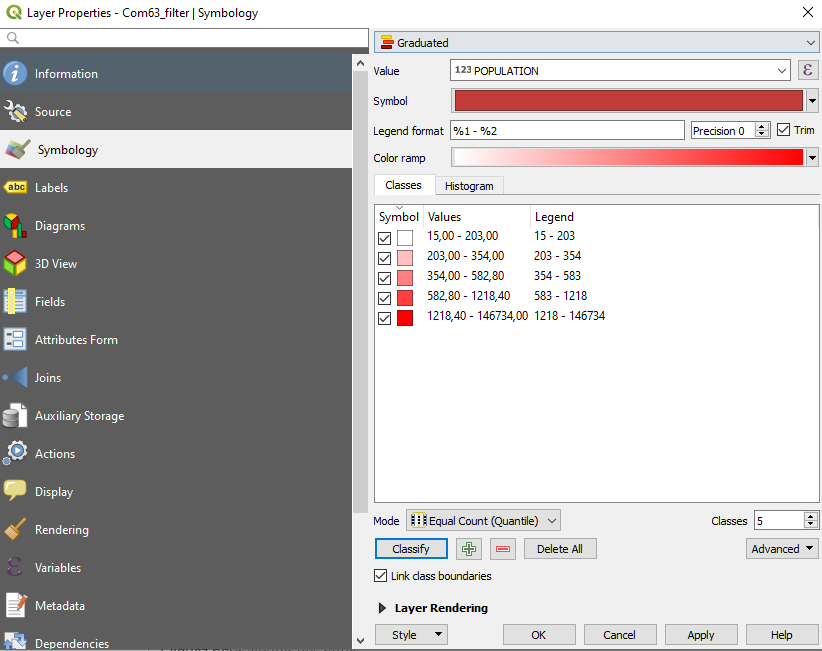 Layer Properties - Com63_filter | Symbology
Information
Source
Symbology
abc Labels
Diagrams
3D View
Fields
Attributes Form
Joins
Auxiliary Storage
Actions
Display
Rendering
Variables
Metadata
Dependencies
Graduated
Value 123 POPULATION ε
Symbol
Legend format %1 - %2 Precision 0 Trim
Color ramp
Classes Histogram
Symbol Values Legend
15,00 - 203,00 15 - 203
203,00 - 354,00 203 - 354
354,00 - 582,80 354 - 583
582,80 - 1218,40 583 - 1218
1218,40 - 146734,00 1218 - 146734
Mode Equal Count (Quantile) Classes 5
Classify Delete All Advanced
Link class boundaries
Layer Rendering
Style OK Cancel Apply Help